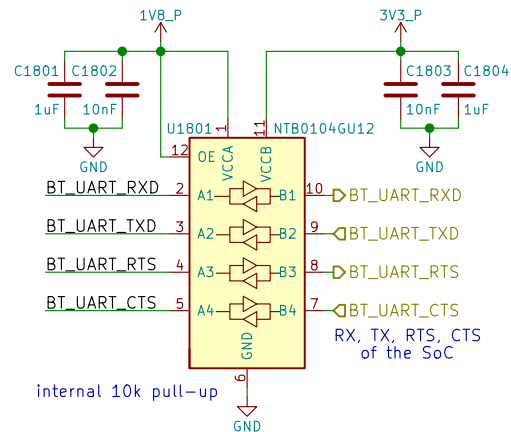 1V8_P
3V3_P
C1801
C1802
C1803
C1804
1uF
10nF
10nF
1uF
GND
GND
U1801
NTB0104GU12
1
11
VCCA
VCCB
12
OE
BT_UART_RXD
2
A1
B1
10
BT_UART_RXD
BT_UART_TXD
3
A2
B2
9
BT_UART_TXD
BT_UART_RTS
4
A3
B3
8
BT_UART_RTS
BT_UART_CTS
5
A4
B4
7
BT_UART_CTS
GND
6
RX, TX, RTS, CTS
of the SoC
internal 10k pull-up
GND